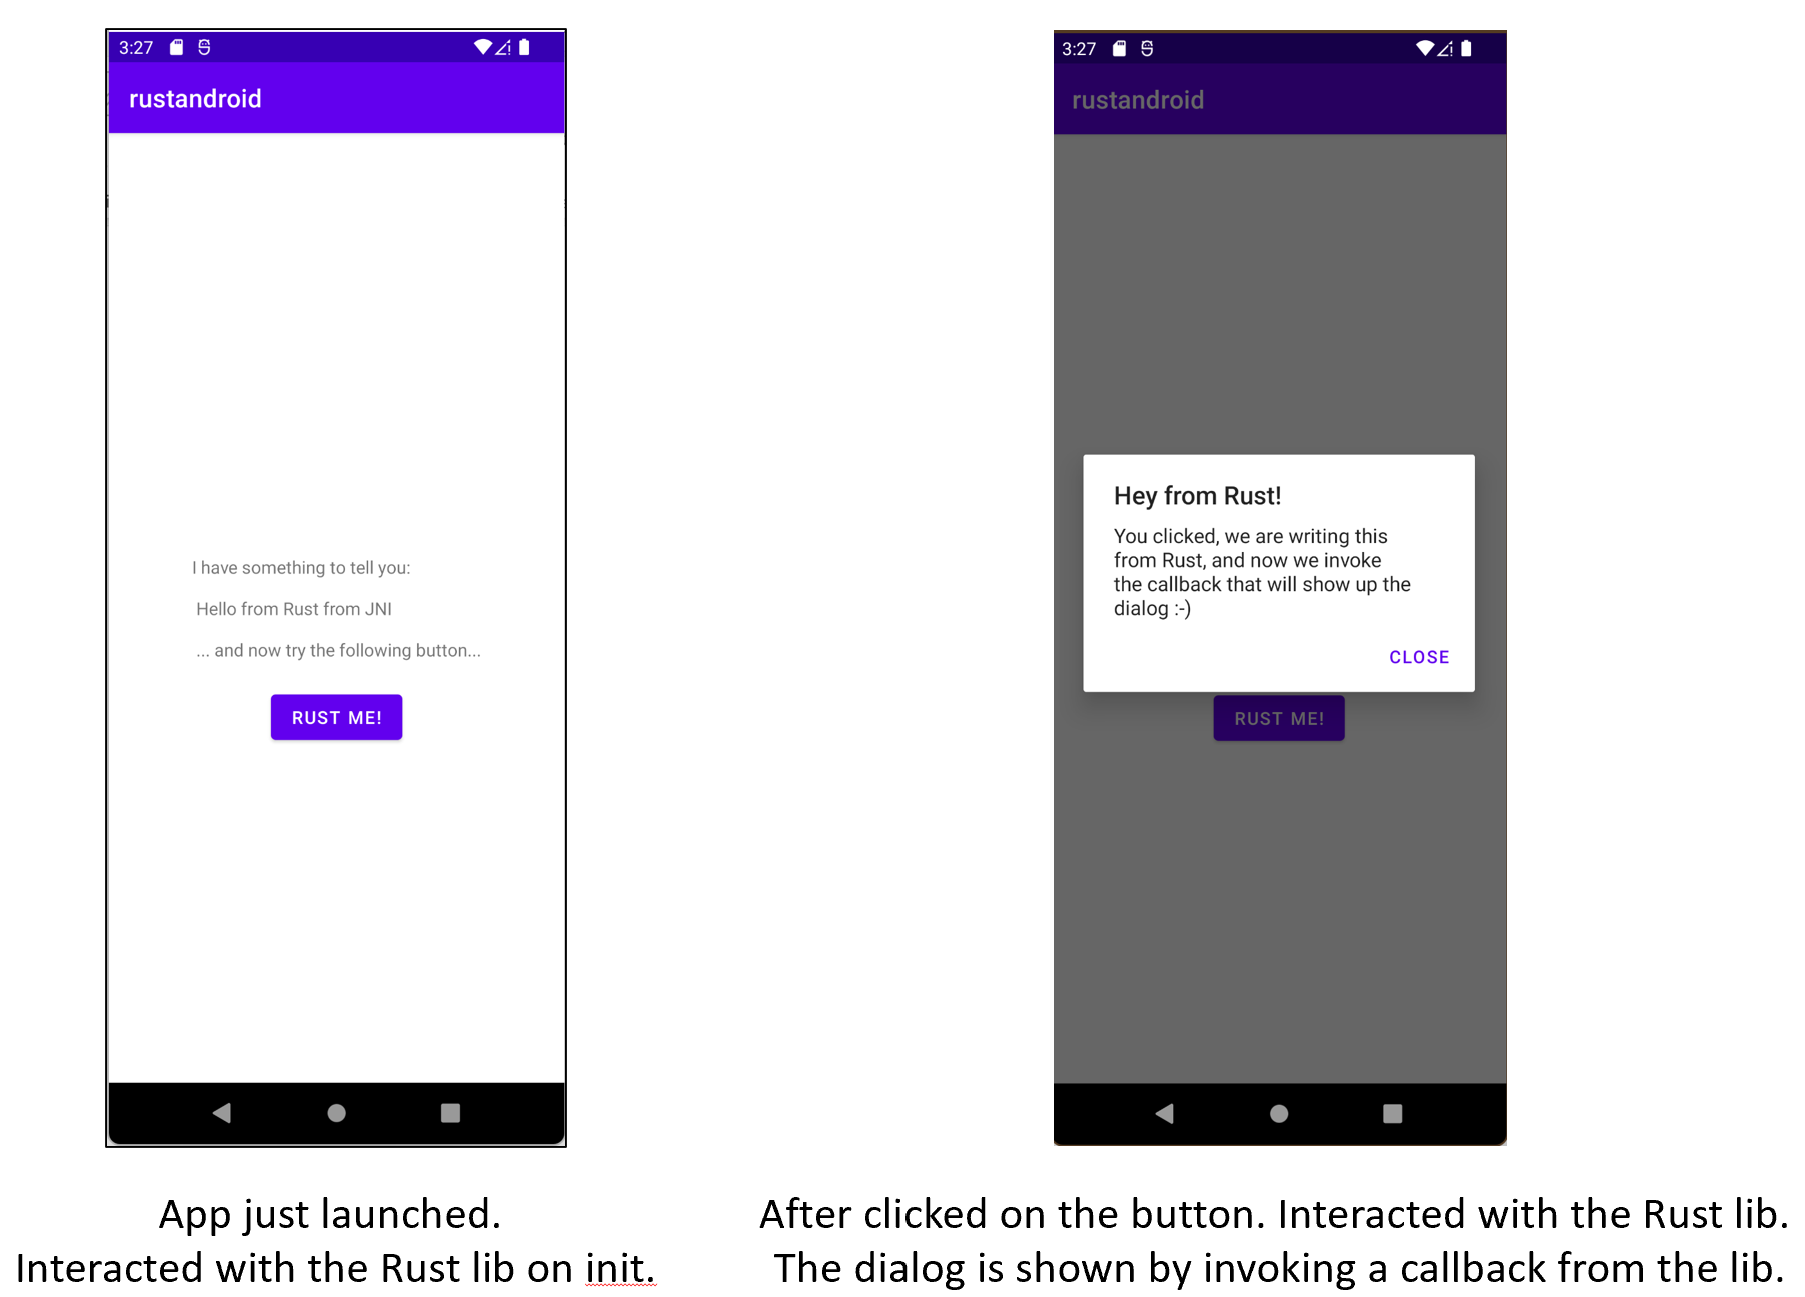 3:27
rustandroid
I have something to tell you:
Hello from Rust from JNI
... and now try the following button...
RUST ME!
App just launched.
Interacted with the Rust lib on init.
3:27
rustandroid
Hey from Rust!
You clicked, we are writing this
from Rust, and now we invoke
the callback that will show up the
dialog :-)
CLOSE
RUST ME!
After clicked on the button. Interacted with the Rust lib.
The dialog is shown by invoking a callback from the lib.